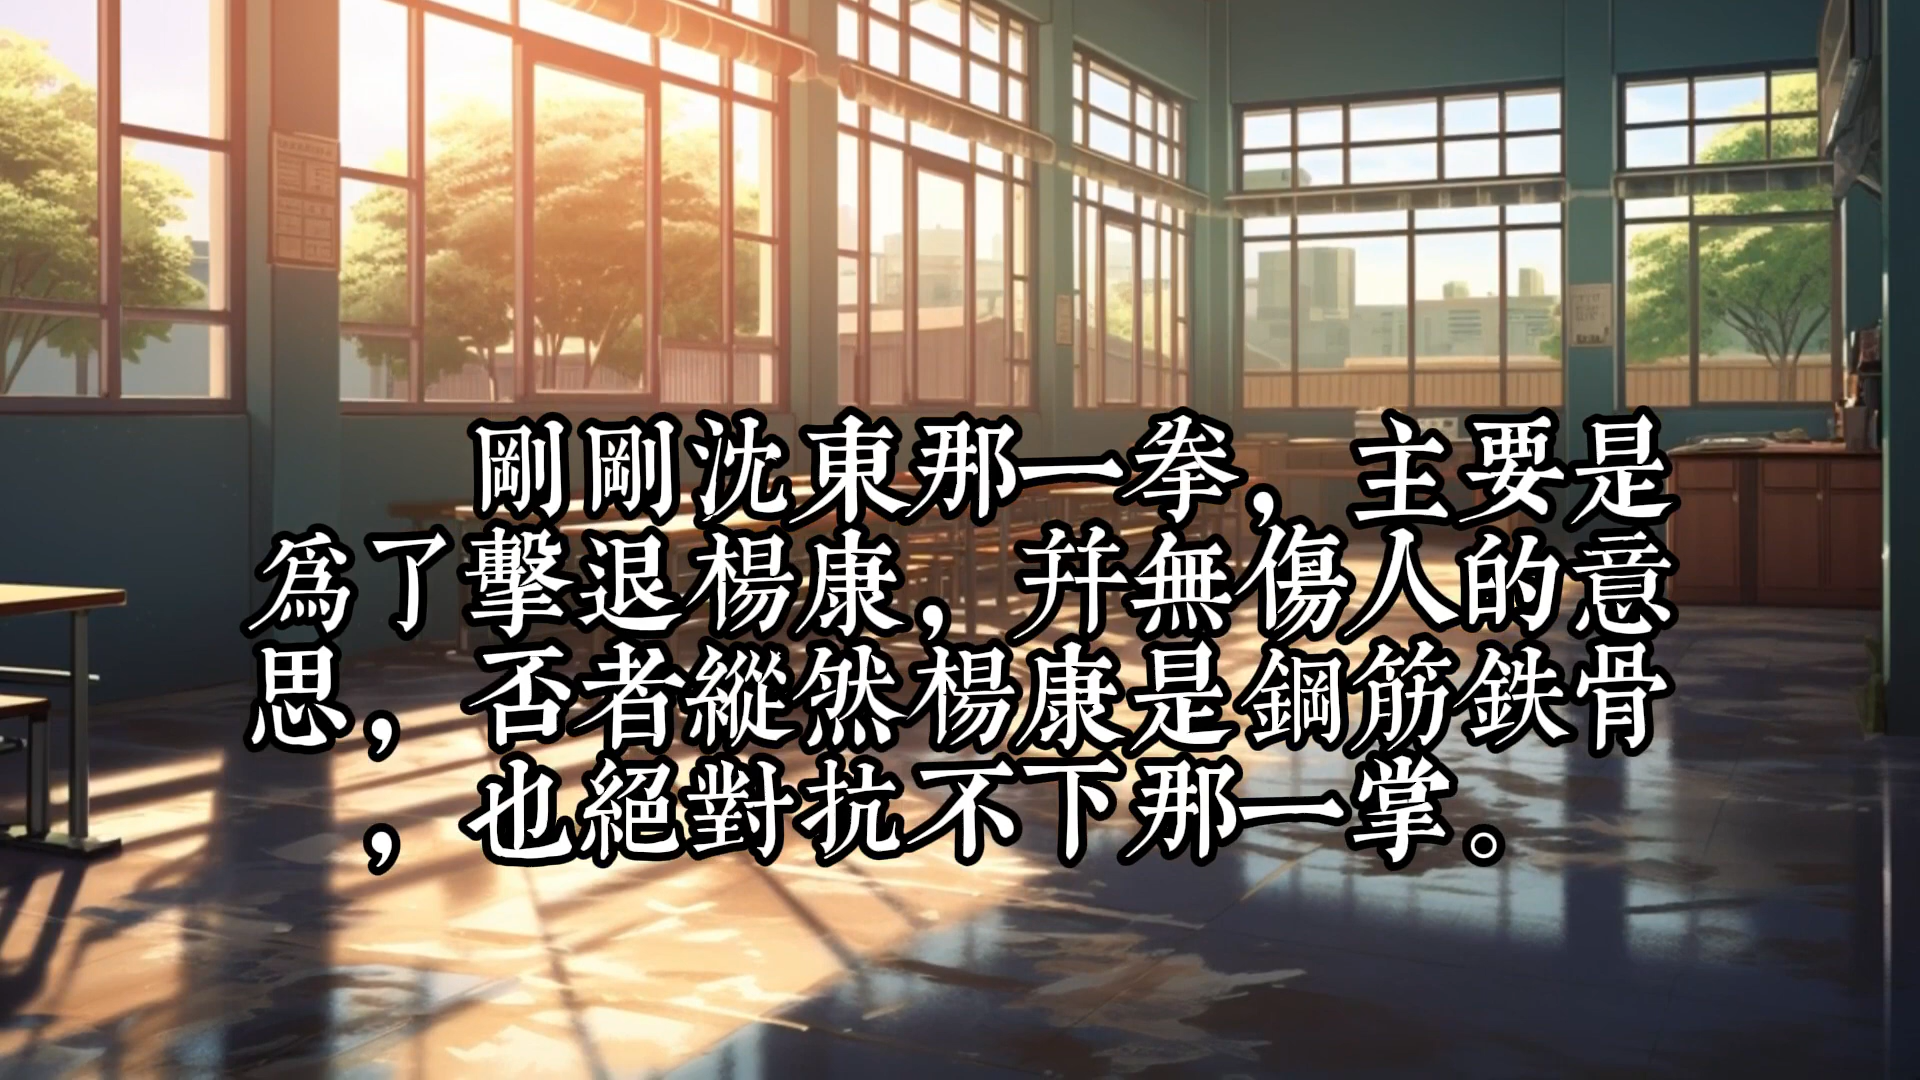 剛剛沈東那一拳，主要是
爲了擊退楊康，并無傷人的意
思，否者縱然楊康是鋼筋鉄骨
，也絕對抗不下那一掌。